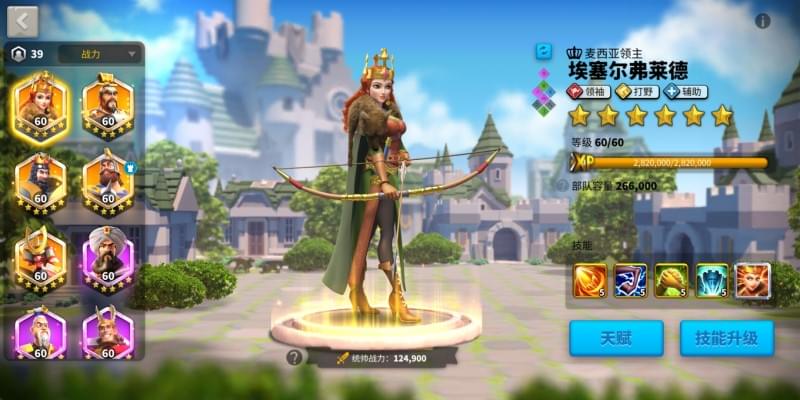 39 战力
60 60
60 60
60 60
60 60
麦西亚领主
埃塞尔弗莱德
领袖 打野 辅助
等级 60/60
XP 2,820,000/2,820,000
部队容量 266,000
技能
5 5 5 5
天赋 技能升级
统帅战力: 124,900